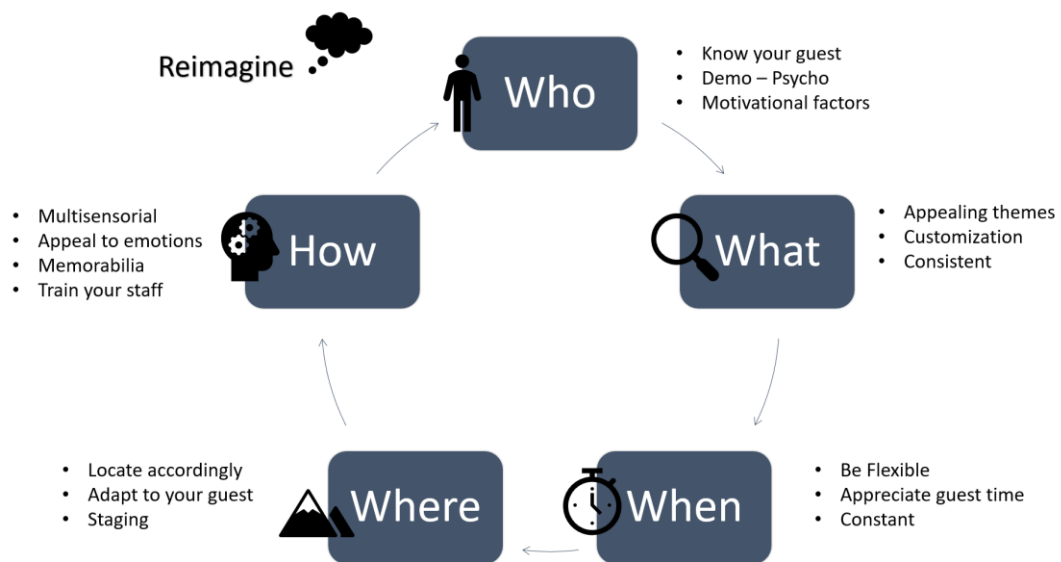 Reimagine
Who
• Know your guest
• Demo – Psycho
• Motivational factors
What
• Appealing themes
• Customization
• Consistent
When
• Be Flexible
• Appreciate guest time
• Constant
Where
• Locate accordingly
• Adapt to your guest
• Staging
How
• Multisensorial
• Appeal to emotions
• Memorabilia
• Train your staff